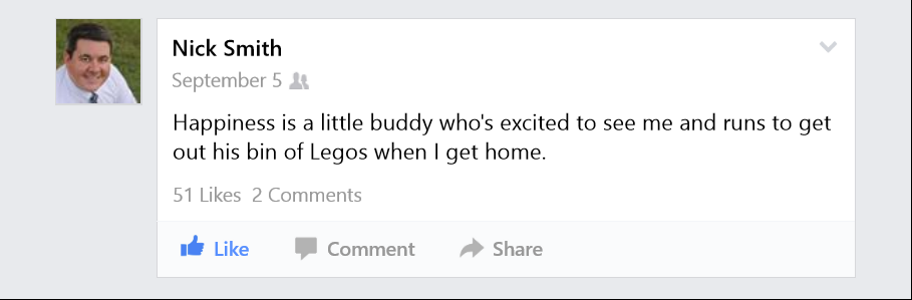 Nick Smith
September 5
Happiness is a little buddy who's excited to see me and runs to get
out his bin of Legos when I get home.
51 Likes 2 Comments
Like Comment Share